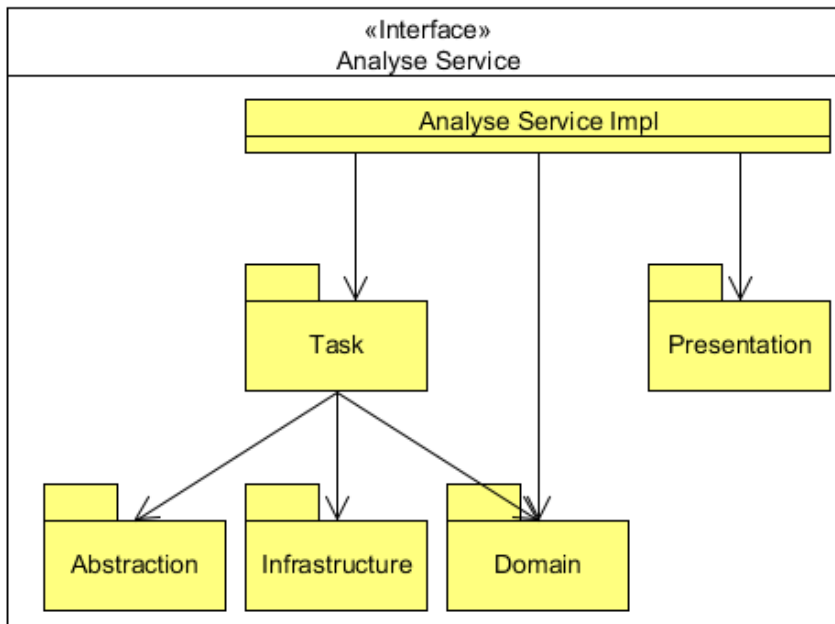 «Interface»
Analyse Service
Analyse Service Impl
Task
Presentation
Abstraction
Infrastructure
Domain